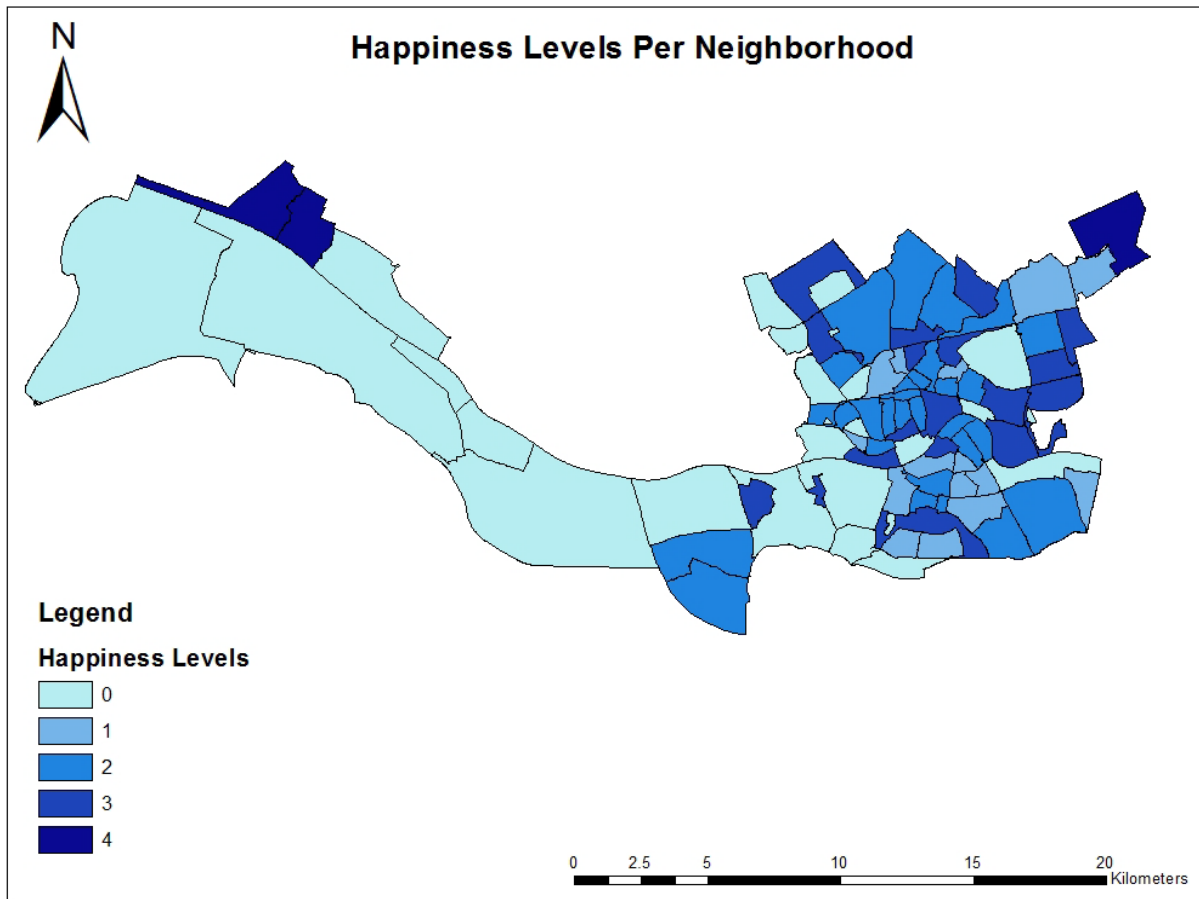 N
Happiness Levels Per Neighborhood
Legend
Happiness Levels
0
1
2
3
4
0 2.5 5 10 15 20
Kilometers